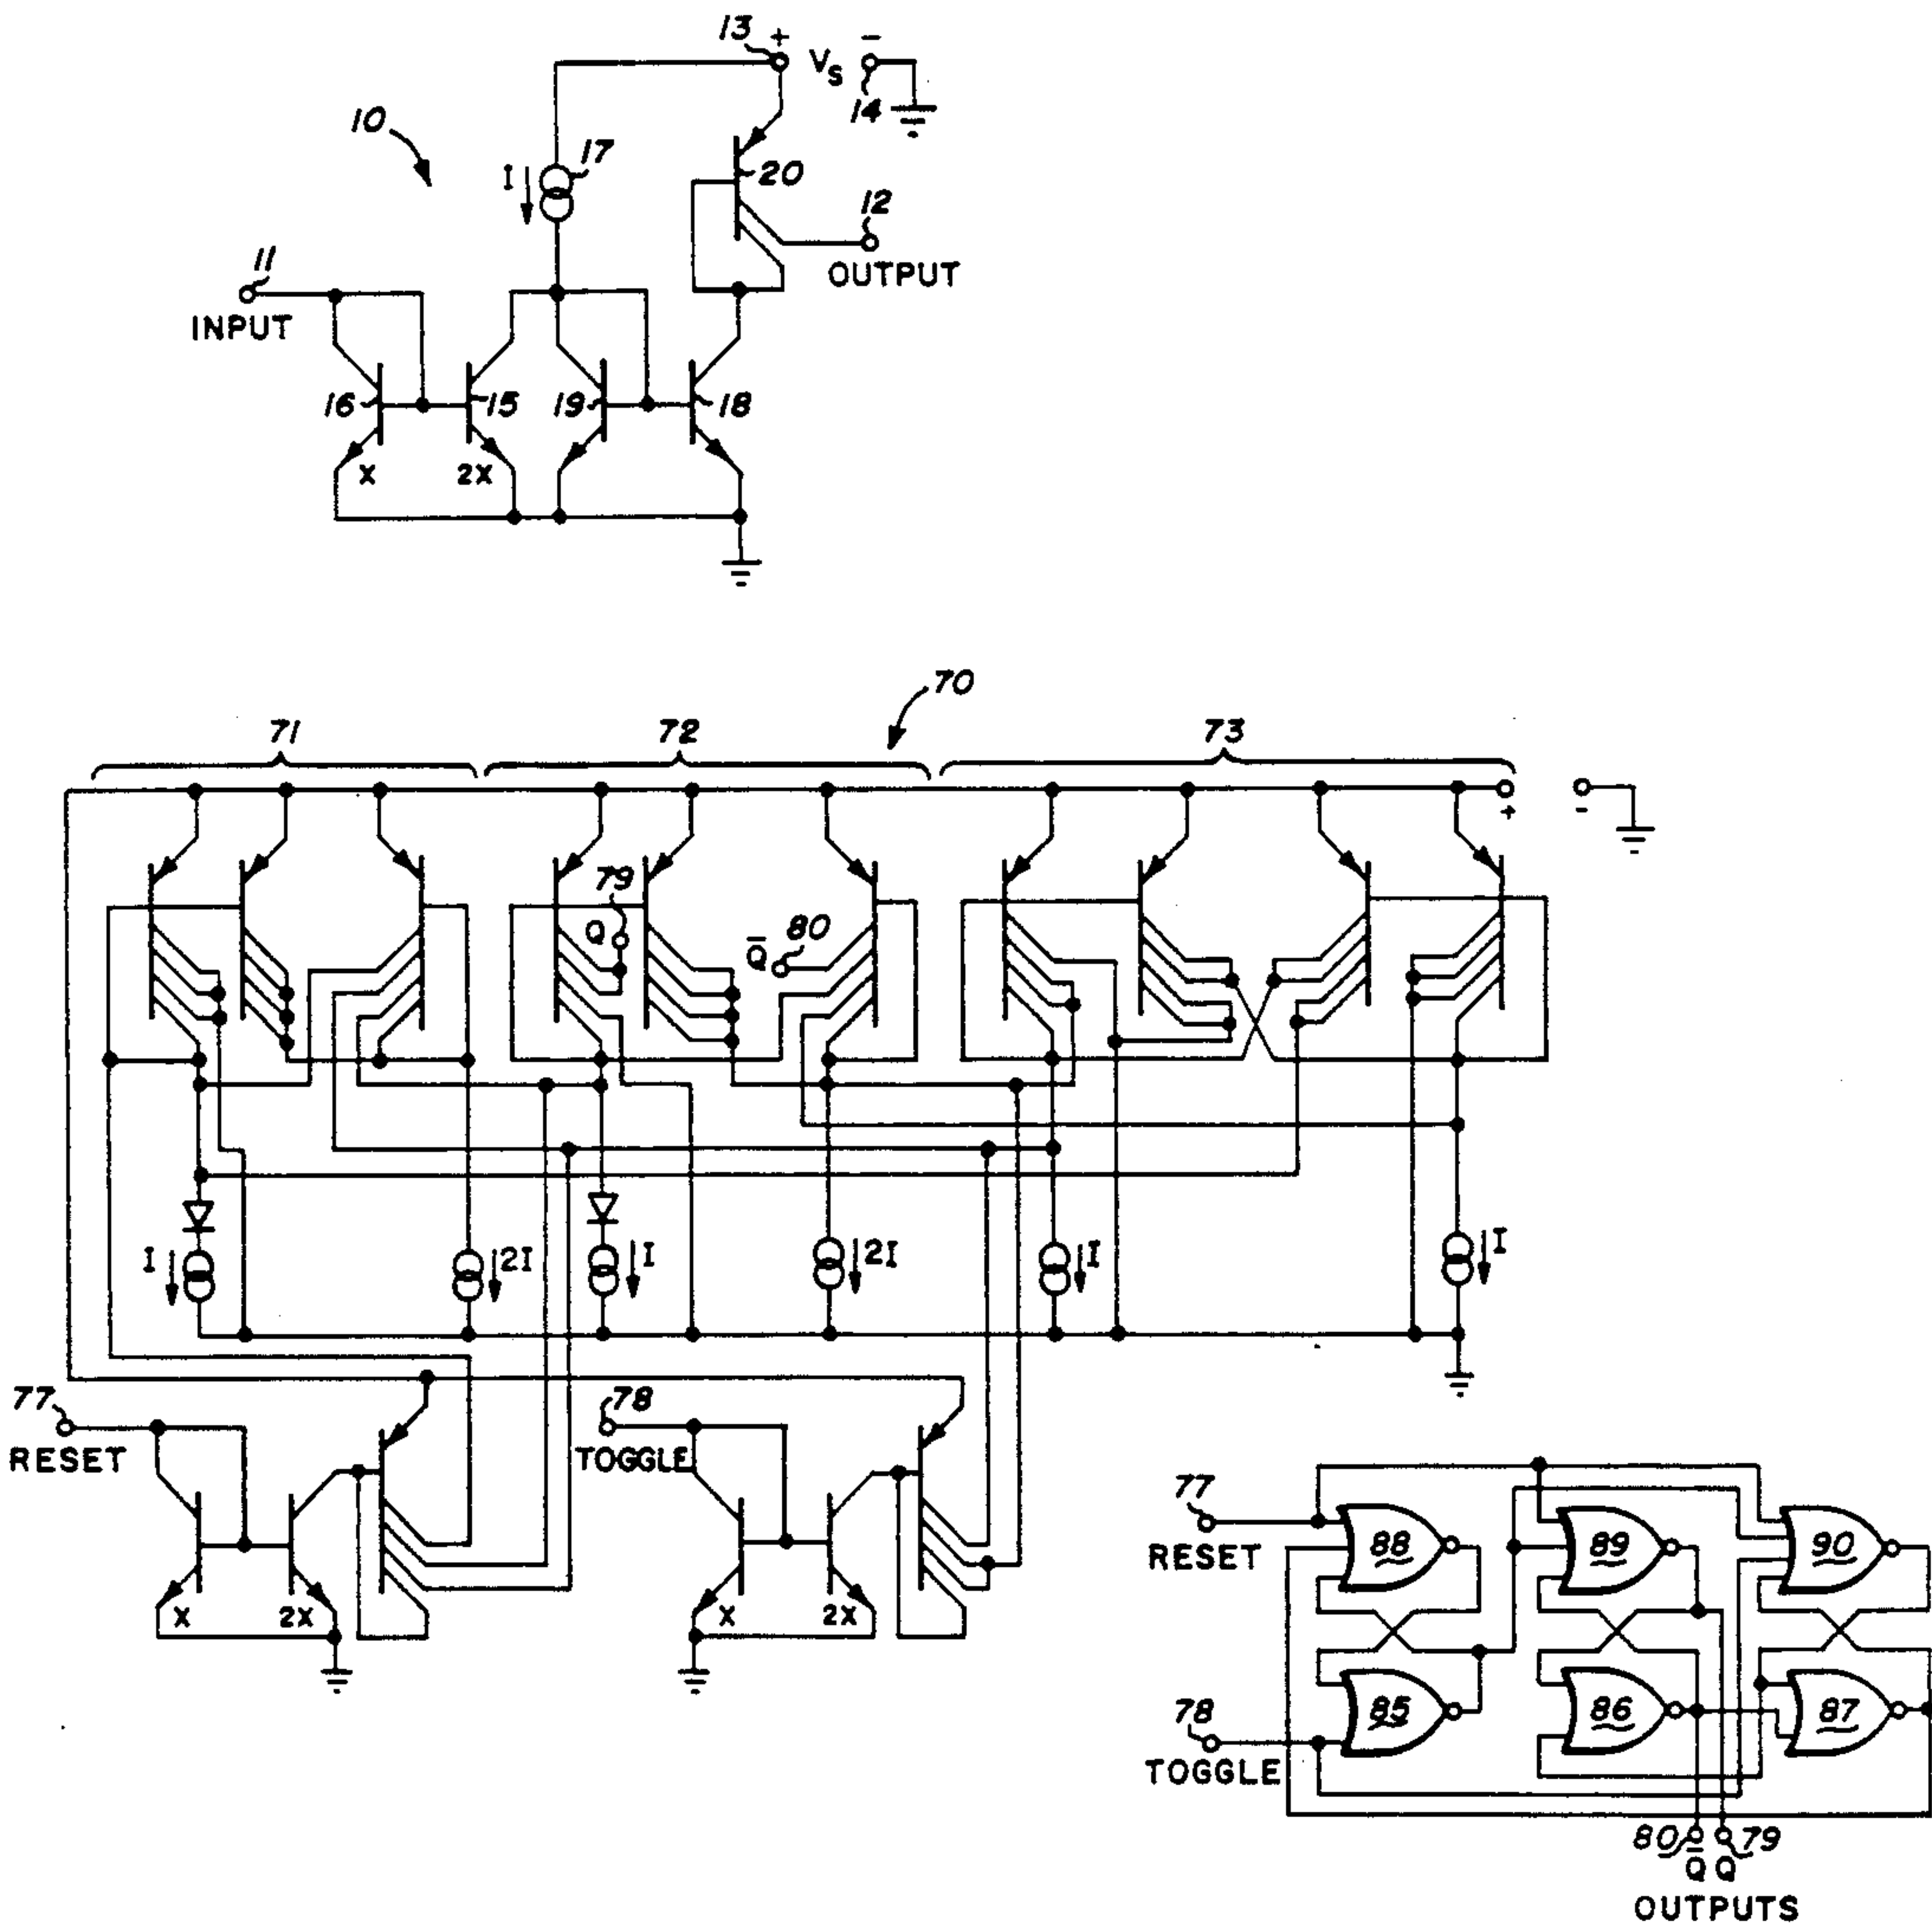 13 + Vs −
14
10
I 17
20
12
OUTPUT
11
INPUT
16 15 19 18
X 2X
70
71 72 73
+ -
79
Q
Q̄ 80
I 2I I 2I I I
77
RESET
78
TOGGLE
X 2X
X 2X
77
RESET
88 89 90
85 86 87
78
TOGGLE
80 79
Q̄ Q
OUTPUTS